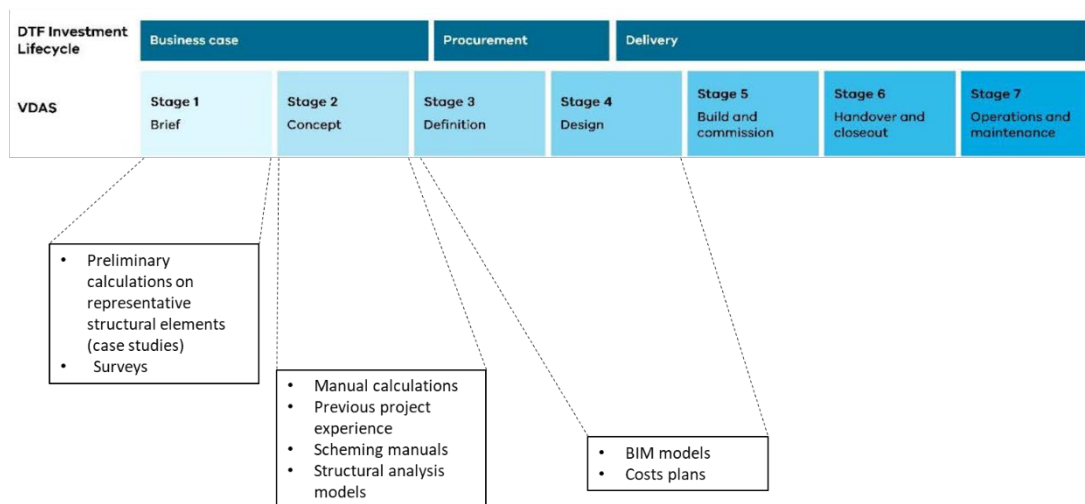 DTF Investment
Lifecycle
Business case
Procurement
Delivery
VDAS
Stage 1
Brief
Stage 2
Concept
Stage 3
Definition
Stage 4
Design
Stage 5
Build and
commission
Stage 6
Handover and
closeout
Stage 7
Operations and
maintenance
• Preliminary
calculations on
representative
structural elements
(case studies)
• Surveys
• Manual calculations
• Previous project
experience
• Scheming manuals
• Structural analysis
models
• BIM models
• Costs plans